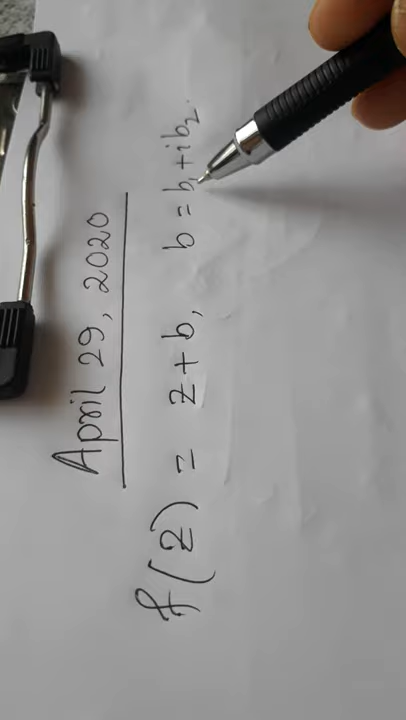 April 29, 2020
f(z) = z + b, b = b₁ + ib₂.